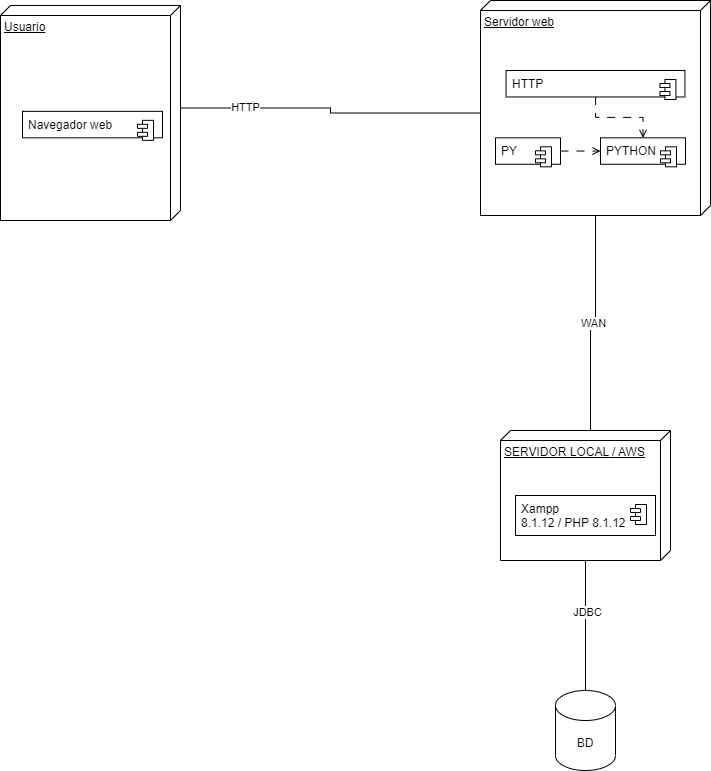 Usuario
Servidor web
HTTP
HTTP
Navegador web
PY
PYTHON
WAN
SERVIDOR LOCAL / AWS
Xampp
8.1.12 / PHP 8.1.12
JDBC
BD